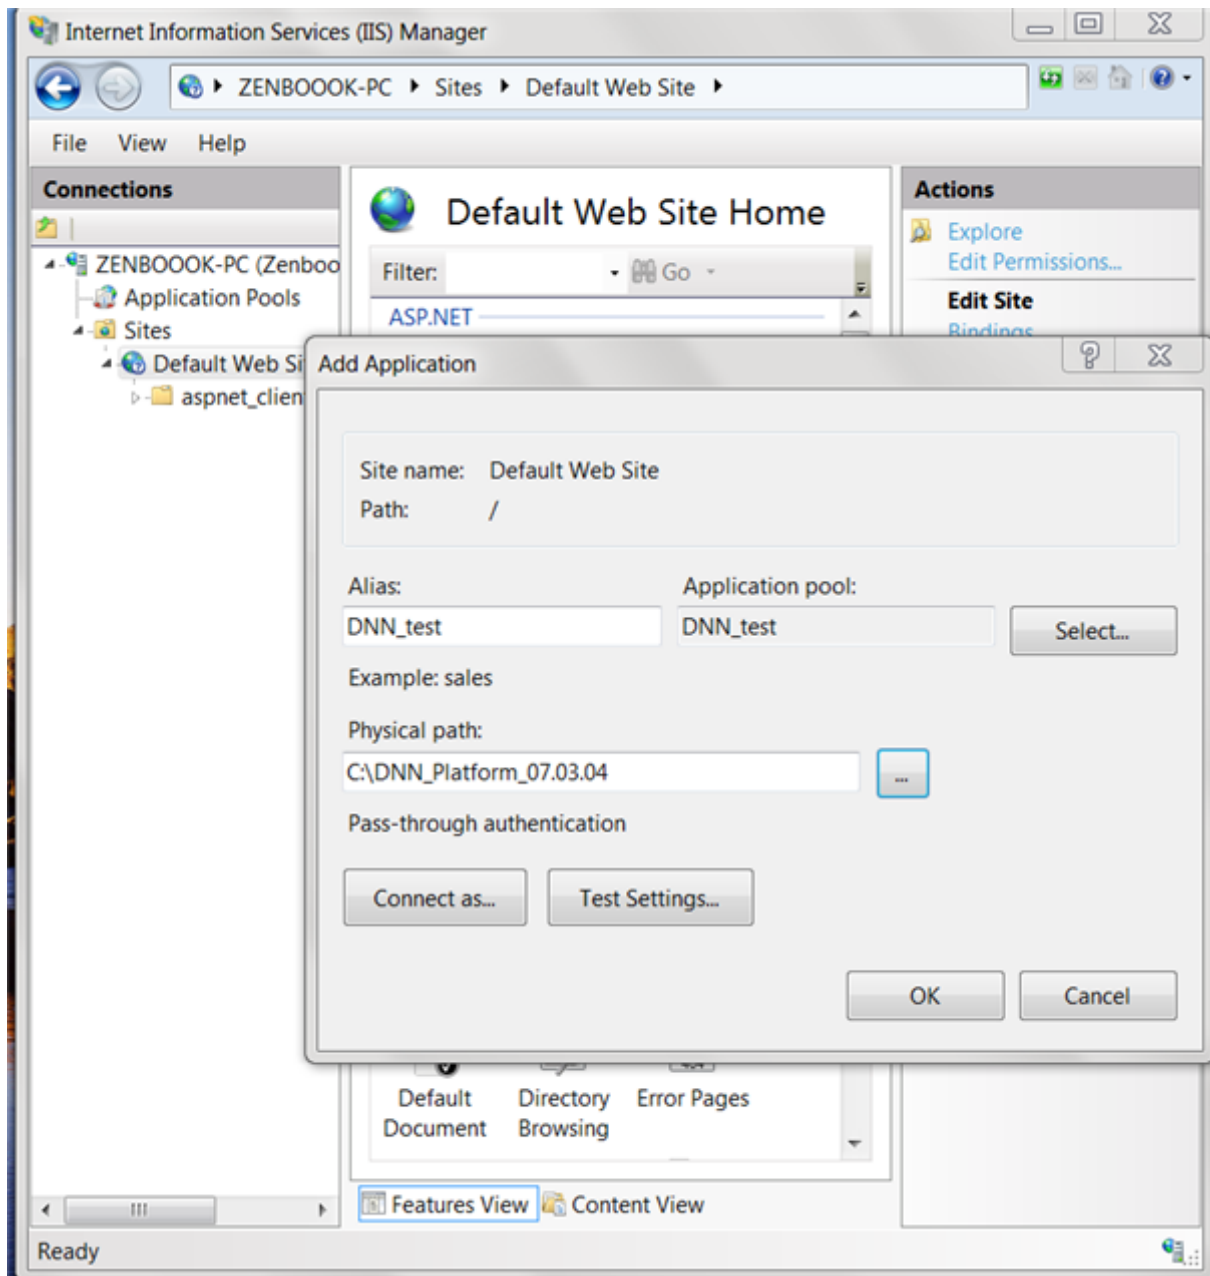 Internet Information Services (IIS) Manager
ZENBOOOK-PC Sites Default Web Site
File View Help
Connections
ZENBOOOK-PC (Zenboo
Application Pools
Sites
Default Web Si
aspnet_clien
Default Web Site Home
Filter: Go
ASP.NET
Actions
Explore
Edit Permissions...
Edit Site
Bindings
Add Application
Site name: Default Web Site
Path: /
Alias: Application pool:
DNN_test DNN_test Select...
Example: sales
Physical path:
C:\DNN_Platform_07.03.04 ...
Pass-through authentication
Connect as... Test Settings...
OK Cancel
Default Directory Error Pages
Document Browsing
Features View Content View
Ready